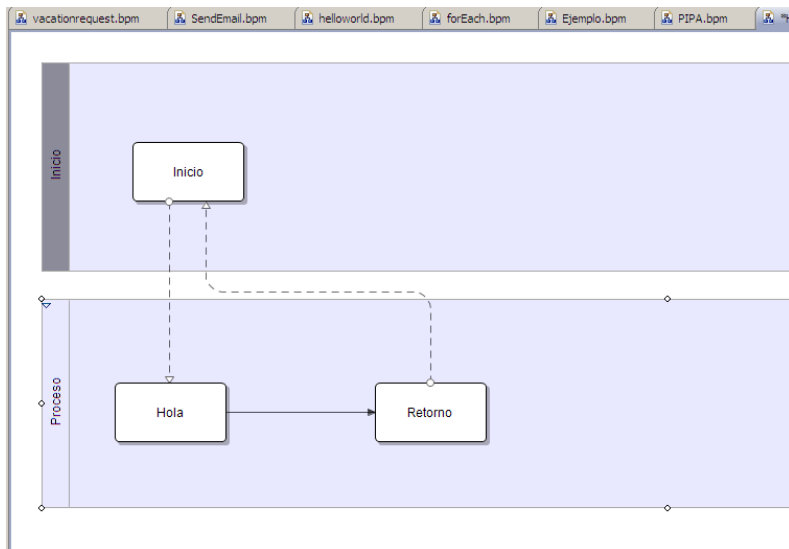 vacationrequest.bpm SendEmail.bpm helloworld.bpm forEach.bpm Ejemplo.bpm PIPA.bpm
Inicio
Inicio
Proceso
Hola
Retorno